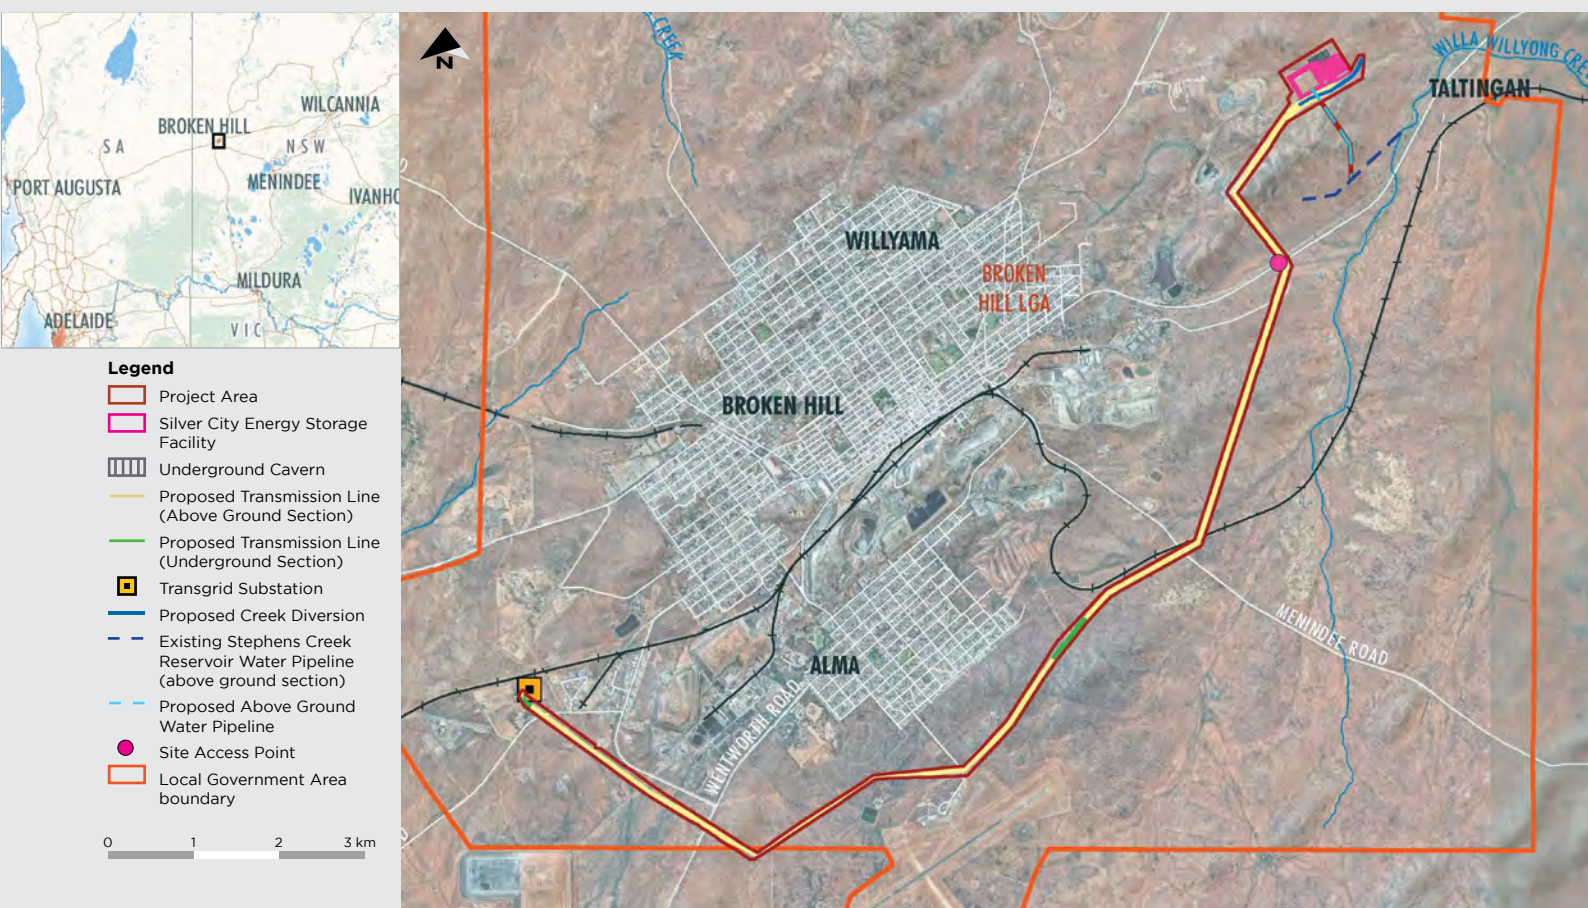 WILCANNIA
BROKEN HILL
SA
NSW
PORT AUGUSTA
MENINDEE
IVANHO
MILDURA
ADELAIDE
VIC
Legend
Project Area
Silver City Energy Storage
Facility
Underground Cavern
Proposed Transmission Line
(Above Ground Section)
Proposed Transmission Line
(Underground Section)
Transgrid Substation
Proposed Creek Diversion
Existing Stephens Creek
Reservoir Water Pipeline
(above ground section)
Proposed Above Ground
Water Pipeline
Site Access Point
Local Government Area
boundary
0 1 2 3 km
N
CREEK
WILLA WILLYONG CREE
TALTINGAN
WILLYAMA
BROKEN
HILL LGA
BROKEN HILL
MENINDEE ROAD
ALMA
WENTWORTH ROAD